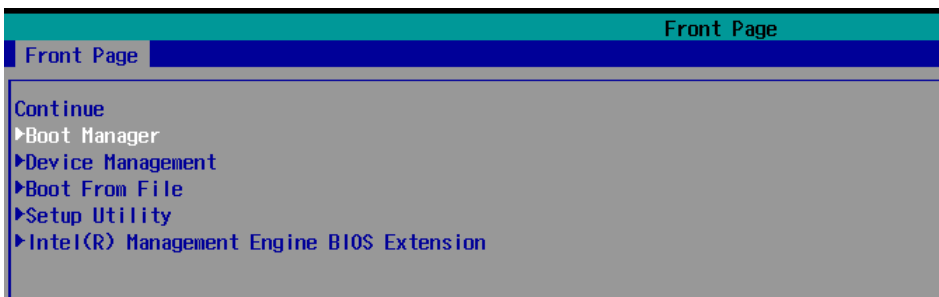 Front Page
Front Page
Continue
▶Boot Manager
▶Device Management
▶Boot From File
▶Setup Utility
▶Intel(R) Management Engine BIOS Extension